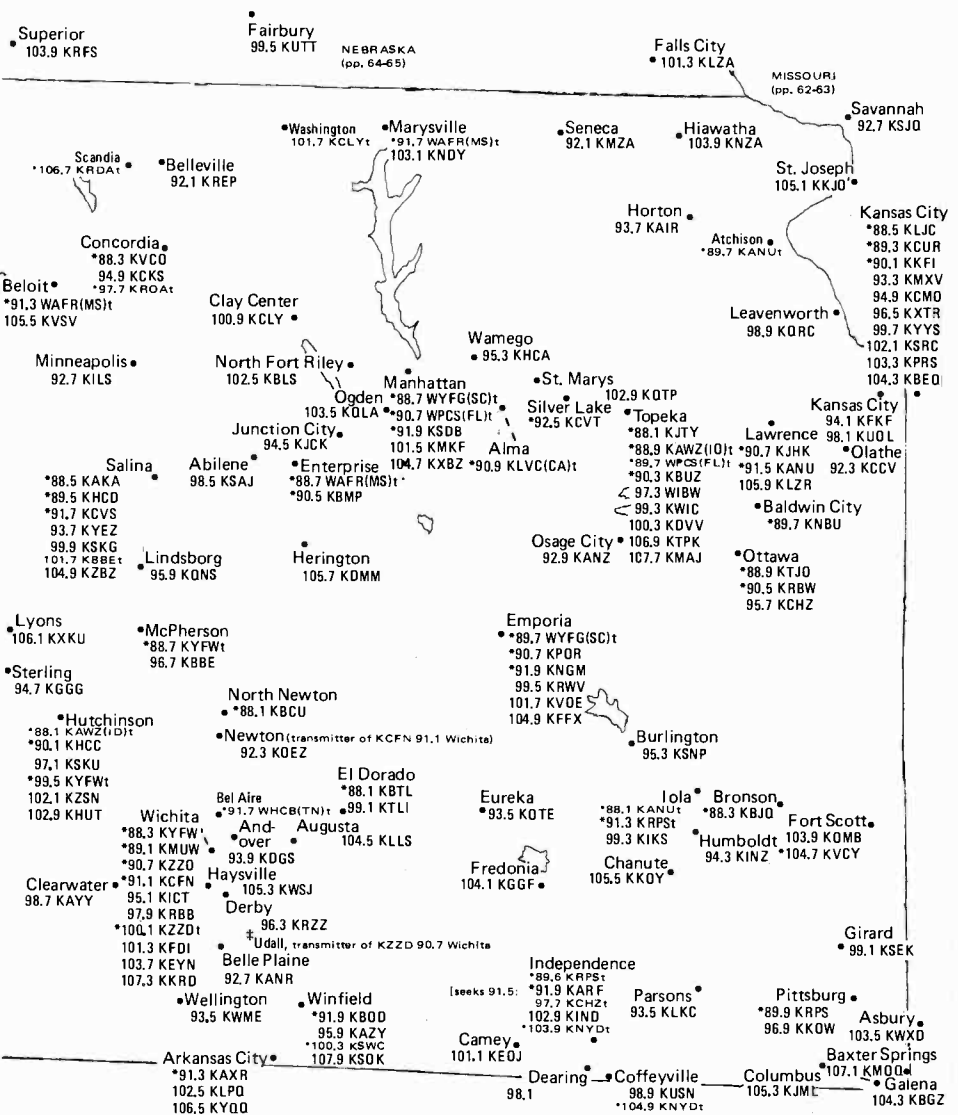 Superior
103.9 KRFS
Fairbury
99.5 KUTT
NEBRASKA
(pp. 64-65)
Falls City
101.3 KLZA
MISSOURI
(pp. 62-63)
Savannah
92.7 KSJQ
Washington
101.7 KCLYt
Marysville
*91.7 WAFR(MS)t
103.1 KNDY
Seneca
92.1 KMZA
Hiawatha
103.9 KNZA
Scandia
*106.7 KRDAt
Belleville
92.1 KREP
St. Joseph
105.1 KKJO
Horton
93.7 KAIR
Atchison
*89.7 KANUt
Kansas City
*88.5 KLJC
*89.3 KCUR
*90.1 KKFI
93.3 KMXV
94.9 KCMO
96.5 KXTR
99.7 KYYS
102.1 KSRC
103.3 KPRS
104.3 KBEQ
Concordia
*88.3 KVCO
94.9 KCKS
*97.7 KROAt
Beloit
*91.3 WAFR(MS)t
105.5 KVSV
Clay Center
100.9 KCLY
Leavenworth
98.9 KQRC
Wamego
95.3 KHCA
Minneapolis
92.7 KILS
North Fort Riley
102.5 KBLS
Manhattan
*88.7 WYFG(SC)t
*90.7 WPCS(FL)t
*91.9 KSDB
101.5 KMKF
104.7 KXBZ
Ogden
103.5 KQLA
St. Marys
102.9 KQTP
Silver Lake
*92.5 KCVT
Topeka
*88.1 KJTY
*88.9 KAWZ(ID)t
*89.7 WPCS(FL)t
*90.3 KBUZ
97.3 WIBW
99.3 KWIC
100.3 KDVV
106.9 KTPK
107.7 KMAJ
Kansas City
94.1 KFKF
98.1 KUDL
Lawrence
*90.7 KJHK
*91.5 KANU
105.9 KLZR
Olathe
92.3 KCCV
Junction City
94.5 KJCK
Alma
*90.9 KLVC(CA)t
Salina
*88.5 KAKA
*89.5 KHCD
*91.7 KCVS
93.7 KYEZ
99.9 KSKG
101.7 KBBEt
104.9 KZBZ
Abilene
98.5 KSAJ
Enterprise
*88.7 WAFR(MS)t
*90.5 KBMP
Baldwin City
*89.7 KNBU
Lindsborg
95.9 KQNS
Herington
105.7 KDMM
Osage City
92.9 KANZ
Ottawa
*88.9 KTJO
*90.5 KRBW
95.7 KCHZ
Lyons
106.1 KXKU
McPherson
*88.7 KYFWt
96.7 KBBE
Emporia
*89.7 WYFG(SC)t
*90.7 KPOR
*91.9 KNGM
99.5 KRWV
101.7 KVOE
104.9 KFFX
Sterling
94.7 KGGG
North Newton
*88.1 KBCU
Hutchinson
*88.1 KAWZ(ID)t
*90.1 KHCC
97.1 KSKU
*99.5 KYFWt
102.1 KZSN
102.9 KHUT
Newton (transmitter of KCFN 91.1 Wichita)
92.3 KOEZ
Burlington
95.3 KSNP
El Dorado
*88.1 KBTL
99.1 KTLI
Bel Aire
*91.7 WHCB(TN)t
Eureka
*93.5 KOTE
Iola
*88.1 KANUt
*91.3 KRPSt
99.3 KIKS
Bronson
*88.3 KBJQ
Fort Scott
103.9 KOMB
*104.7 KVCY
Wichita
*88.3 KYFW
*89.1 KMUW
*90.7 KZZD
*91.1 KCFN
95.1 KICT
97.9 KRBB
*100.1 KZZDt
101.3 KFDI
103.7 KEYN
107.3 KKRD
And-
over
93.9 KDGS
Augusta
104.5 KLLS
Humboldt
94.3 KINZ
Chanute
105.5 KKOY
Fredonia
104.1 KGGF
Clearwater
98.7 KAYY
Haysville
105.3 KWSJ
Derby
96.3 KRZZ
‡Udall, transmitter of KZZD 90.7 Wichita
Belle Plaine
92.7 KANR
Girard
99.1 KSEK
Independence
*89.6 KRPSt
[seeks 91.5: *91.9 KARF
97.7 KCHZt
102.9 KIND
*103.9 KNYDt
Parsons
93.5 KLKC
Pittsburg
*89.9 KRPS
96.9 KKOW
Asbury
103.5 KWXD
Wellington
93.5 KWME
Winfield
*91.9 KBOD
95.9 KAZY
*100.3 KSWC
107.9 KSOK
Caney
101.1 KEOJ
Arkansas City
*91.3 KAXR
102.5 KLPQ
106.5 KYQQ
Dearing
98.1
Coffeyville
98.9 KUSN
*104.9 KNYDt
Columbus
105.3 KJML
Baxter Springs
*107.1 KMOQ
Galena
104.3 KBGZ